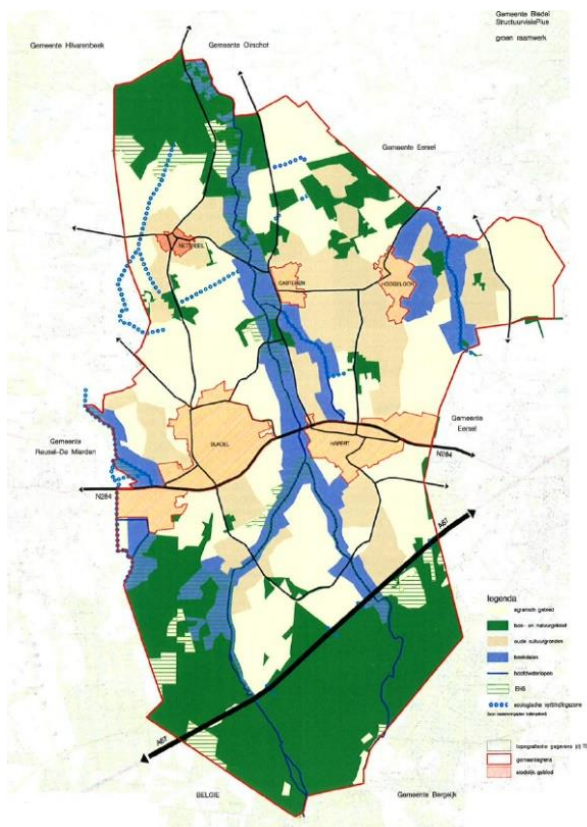 Gemeente Bladel
StructuurvisiePlus
groen raamwerk
Gemeente Hilvarenbeek
Gemeente Oirschot
Gemeente Eersel
NETERSEL
CASTEREN
HOOGELOON
Gemeente
Reusel-De Mierden
BLADEL
HAPERT
Gemeente
Eersel
N284
N284
A67
legenda
agrarisch gebied
bos- en natuurgebied
oude cultuurgronden
beekdalen
hoofdwaterlopen
EHS
ecologische verbindingszone
topografische gegevens
gemeentegrens
stedelijk gebied
A67
BELGIE
Gemeente Bergeijk